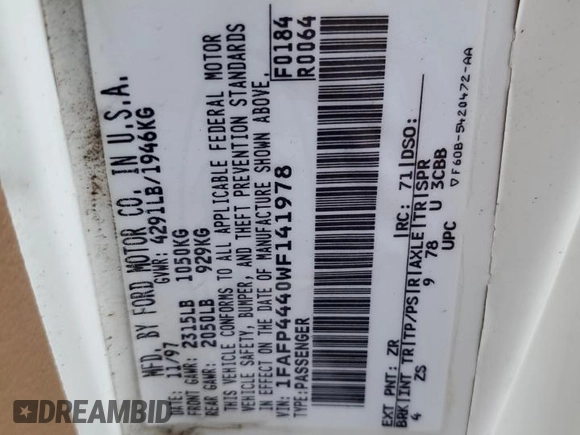 MFD. BY FORD MOTOR CO. IN U.S.A.
DATE: 11/97 GVWR: 4291LB/1946KG
FRONT GAWR: 2315LB 1050KG
REAR GAWR: 2050LB 929KG
THIS VEHICLE CONFORMS TO ALL APPLICABLE FEDERAL MOTOR
VEHICLE SAFETY, BUMPER, AND THEFT PREVENTION STANDARDS
IN EFFECT ON THE DATE OF MANUFACTURE SHOWN ABOVE.
VIN: 1FAFP4440WF141978
TYPE: PASSENGER
F0184
R0064
EXT PNT: ZR RC: 71 DSO:
BRK INT TR TP/PS R AXLE TR SPR
4 ZS 9 78 U 3CBB
UPC
▽F60B-5420472-AA
DREAMBID